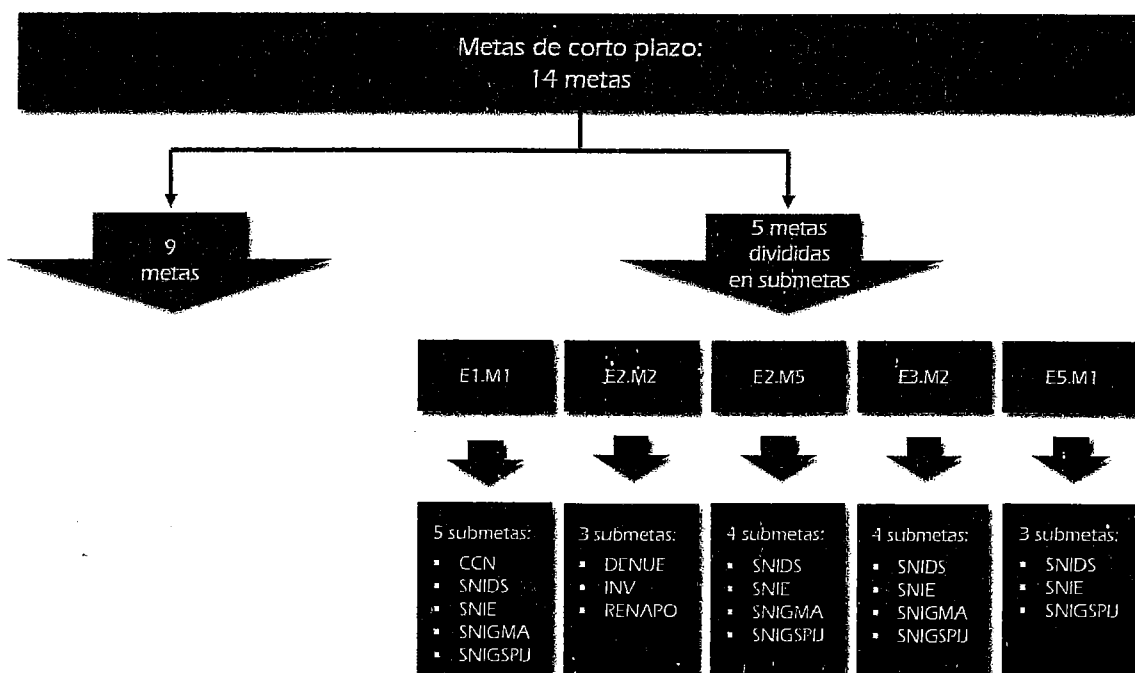 Metas de corto plazo:
14 metas
9
metas
5 metas
divididas
en submetas
E1.M1
E2.M2
E2.M5
E3.M2
E5.M1
5 submetas:
▪ CCN
▪ SNIDS
▪ SNIE
▪ SNIGMA
▪ SNIGSPIJ
3 submetas:
▪ DENUE
▪ INV
▪ RENAPO
4 submetas:
▪ SNIDS
▪ SNIE
▪ SNIGMA
▪ SNIGSPIJ
4 submetas:
▪ SNIDS
▪ SNIE
▪ SNIGMA
▪ SNIGSPIJ
3 submetas:
▪ SNIDS
▪ SNIE
▪ SNIGSPIJ